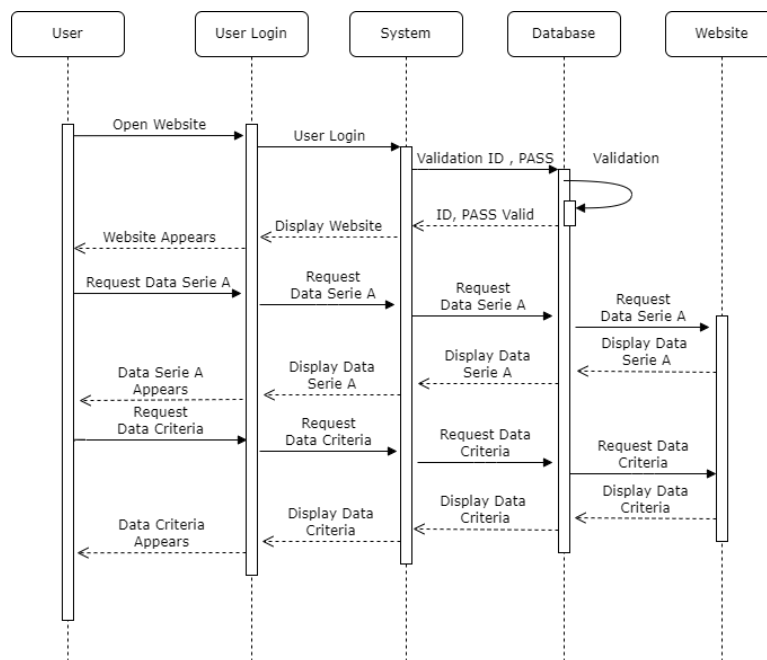 User
User Login
System
Database
Website
Open Website
User Login
Validation ID , PASS
Validation
ID, PASS Valid
Display Website
Website Appears
Request Data Serie A
Request
Data Serie A
Request
Data Serie A
Request
Data Serie A
Display Data
Serie A
Display Data
Serie A
Display Data
Serie A
Data Serie A
Appears
Request
Data Criteria
Request
Data Criteria
Request Data
Criteria
Request Data
Criteria
Display Data
Criteria
Display Data
Criteria
Display Data
Criteria
Data Criteria
Appears